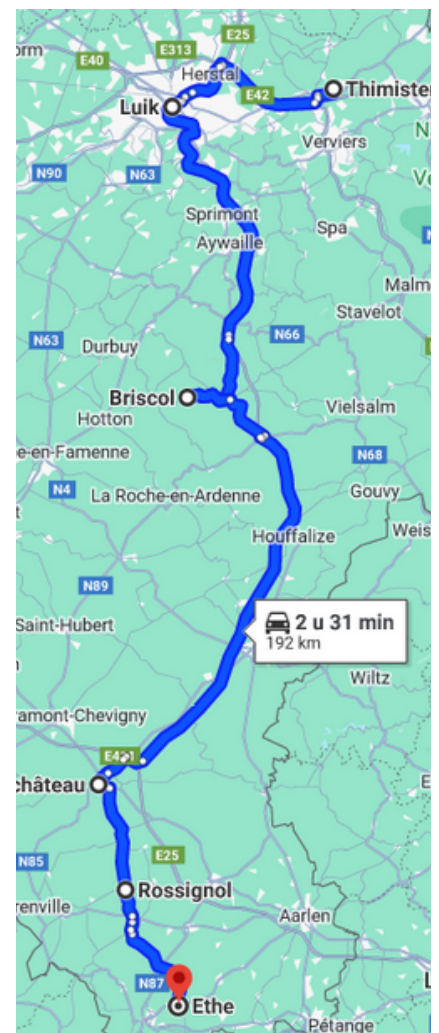 orm
E313
E25
Herstal
E40
Thimister
Luik
E42
Verviers
N90
N63
Sprimont
Spa
Aywaille
Malm
Stavelot
N63
N66
Durbuy
Briscol
Vielsalm
Hotton
e-en-Famenne
N68
N4
La Roche-en-Ardenne
Gouvy
Weis
Houffalize
N89
2 u 31 min
192 km
Saint-Hubert
Wiltz
ramont-Chevigny
château
N85
E25
Rossignol
renville
Aarlen
N87
Ethe
Pétange